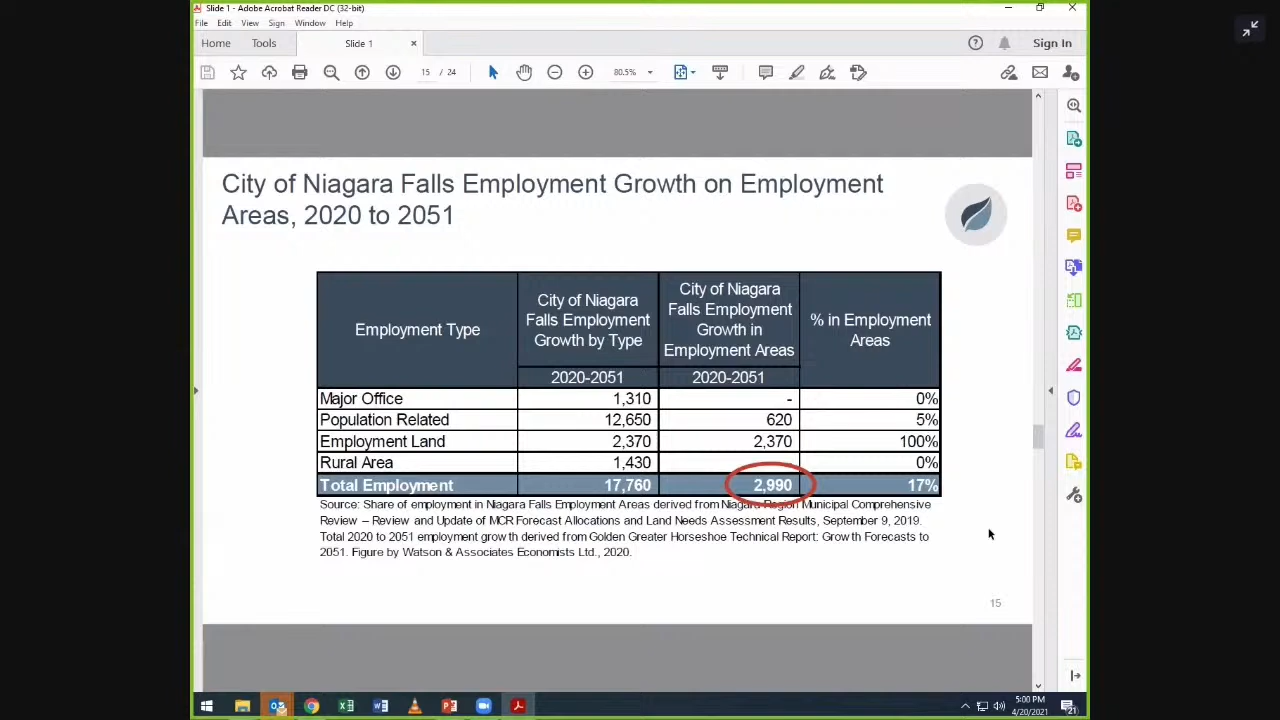 Slide 1 - Adobe Acrobat Reader DC (32-bit)
File Edit View Sign Window Help
Home Tools Slide 1 × Sign In
15 / 24 80.5%
City of Niagara Falls Employment Growth on Employment
Areas, 2020 to 2051
Employment Type
City of Niagara
Falls Employment
Growth by Type
City of Niagara
Falls Employment
Growth in
Employment Areas
% in Employment
Areas
2020-2051 2020-2051
Major Office 1,310 - 0%
Population Related 12,650 620 5%
Employment Land 2,370 2,370 100%
Rural Area 1,430 0%
Total Employment 17,760 2,990 17%
Source: Share of employment in Niagara Falls Employment Areas derived from Niagara Region Municipal Comprehensive
Review – Review and Update of MCR Forecast Allocations and Land Needs Assessment Results, September 9, 2019.
Total 2020 to 2051 employment growth derived from Golden Greater Horseshoe Technical Report: Growth Forecasts to
2051. Figure by Watson & Associates Economists Ltd., 2020.
15
5:00 PM
4/20/2021
21